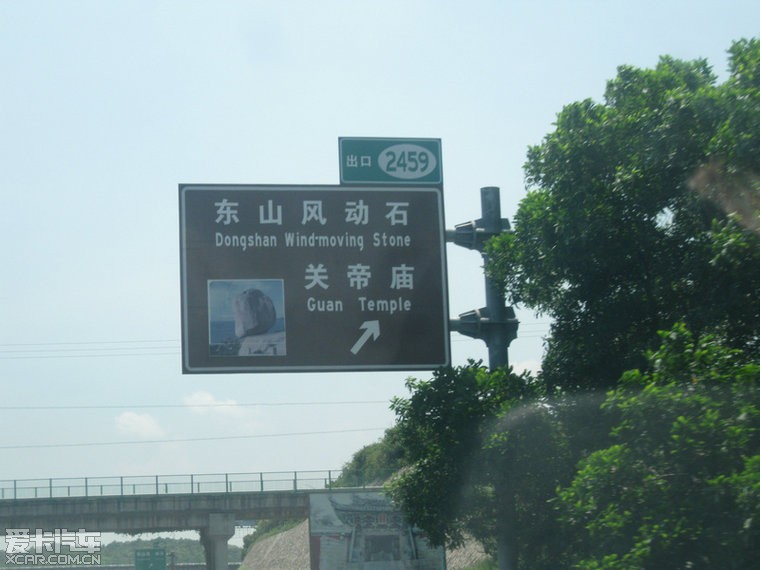 出口 2459
东山风动石
Dongshan Wind-moving Stone
关帝庙
Guan Temple
爱卡汽车
XCAR.COM.CN